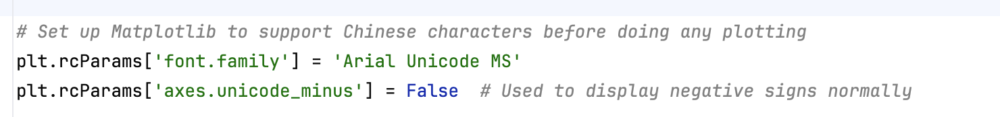 # Set up Matplotlib to support Chinese characters before doing any plotting
plt.rcParams['font.family'] = 'Arial Unicode MS'
plt.rcParams['axes.unicode_minus'] = False  # Used to display negative signs normally